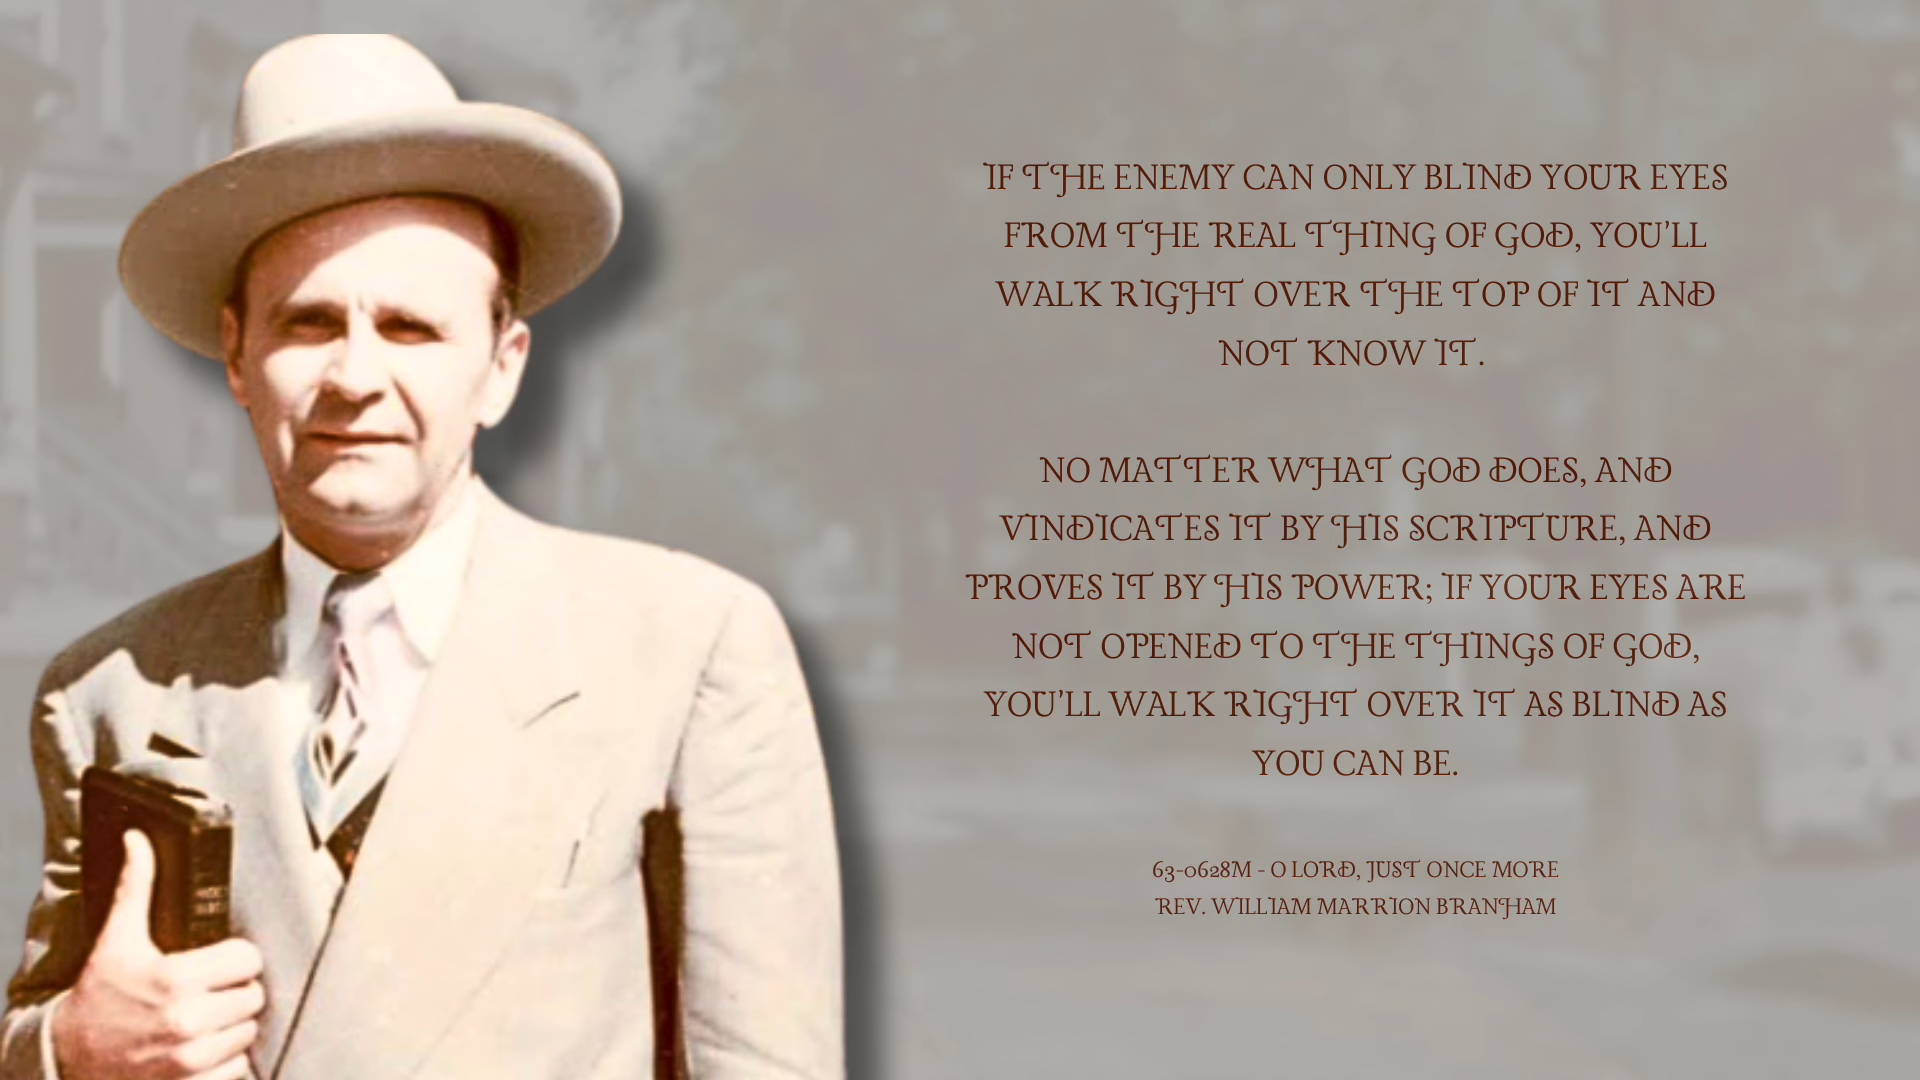 IF THE ENEMY CAN ONLY BLIND YOUR EYES
FROM THE REAL THING OF GOD, YOU'LL
WALK RIGHT OVER THE TOP OF IT AND
NOT KNOW IT.
NO MATTER WHAT GOD DOES, AND
VINDICATES IT BY HIS SCRIPTURE, AND
PROVES IT BY HIS POWER; IF YOUR EYES ARE
NOT OPENED TO THE THINGS OF GOD,
YOU'LL WALK RIGHT OVER IT AS BLIND AS
YOU CAN BE.
63-0628M - O LORD, JUST ONCE MORE
REV. WILLIAM MARRION BRANHAM